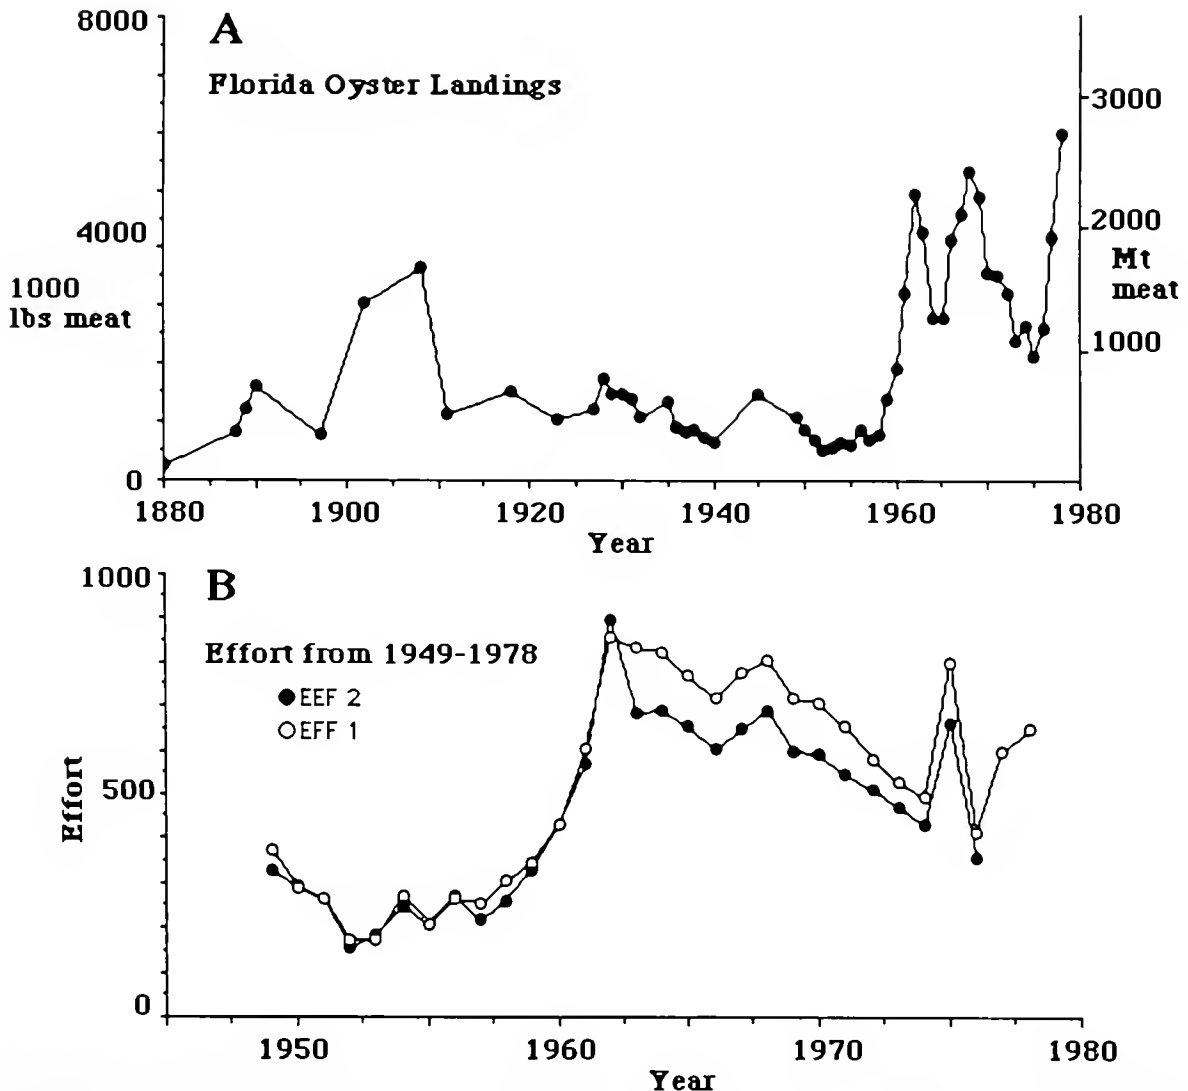 8000
A
Florida Oyster Landings
3000
4000
2000
1000
lbs meat
Mt
meat
1000
0
1880 1900 1920 1940 1960 1980
Year
1000
B
Effort from 1949-1978
EEF 2
EFF 1
Effort
500
0
1950 1960 1970 1980
Year